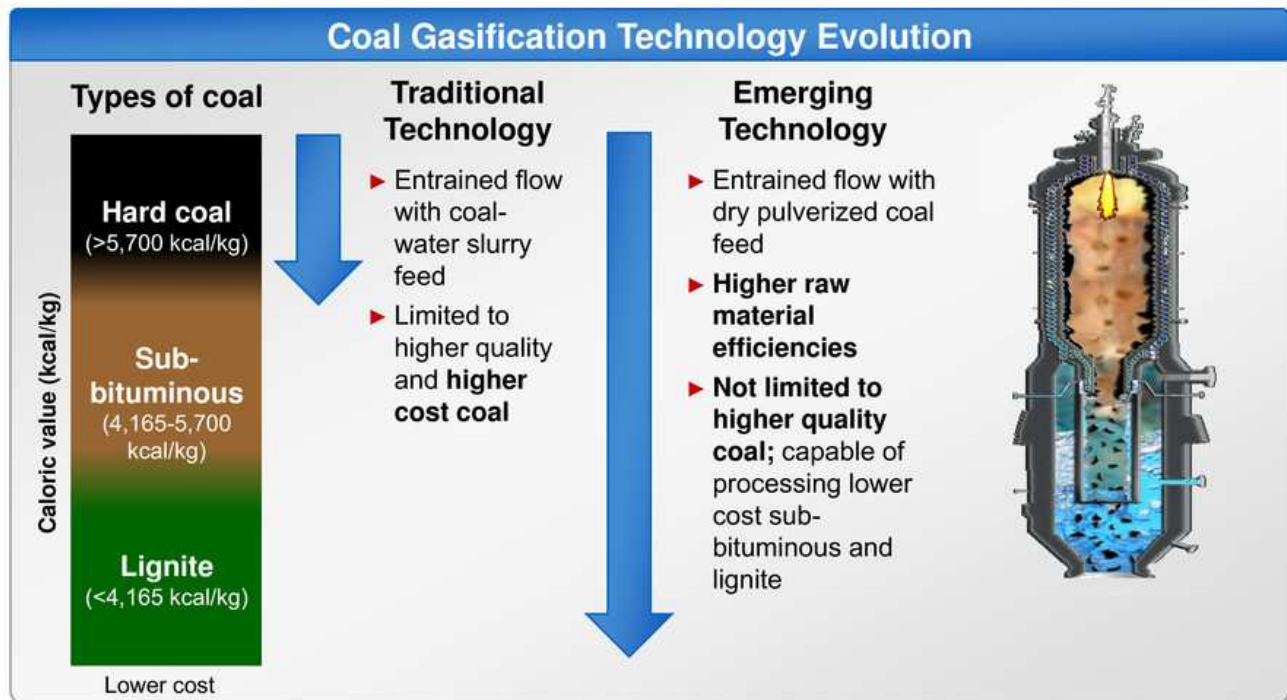 Coal Gasification Technology Evolution
Types of coal
Caloric value (kcal/kg)
Hard coal
(>5,700 kcal/kg)
Sub-
bituminous
(4,165-5,700
kcal/kg)
Lignite
(<4,165 kcal/kg)
Lower cost
Traditional
Technology
► Entrained flow
with coal-
water slurry
feed
► Limited to
higher quality
and higher
cost coal
Emerging
Technology
► Entrained flow with
dry pulverized coal
feed
► Higher raw
material
efficiencies
► Not limited to
higher quality
coal; capable of
processing lower
cost sub-
bituminous and
lignite